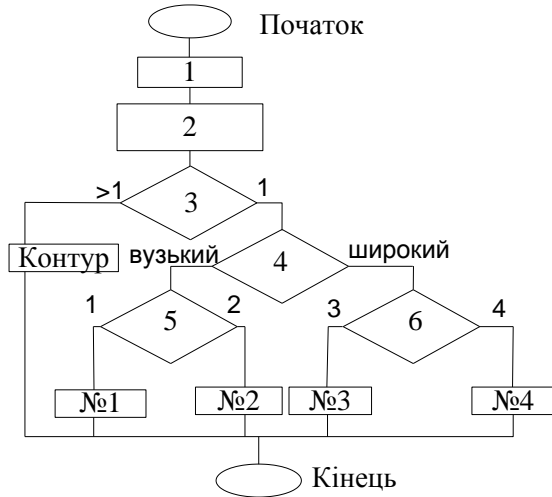 Початок
1
2
>1 3 1
Контур вузький 4 широкий
1 5 2 3 6 4
№1 №2 №3 №4
Кінець